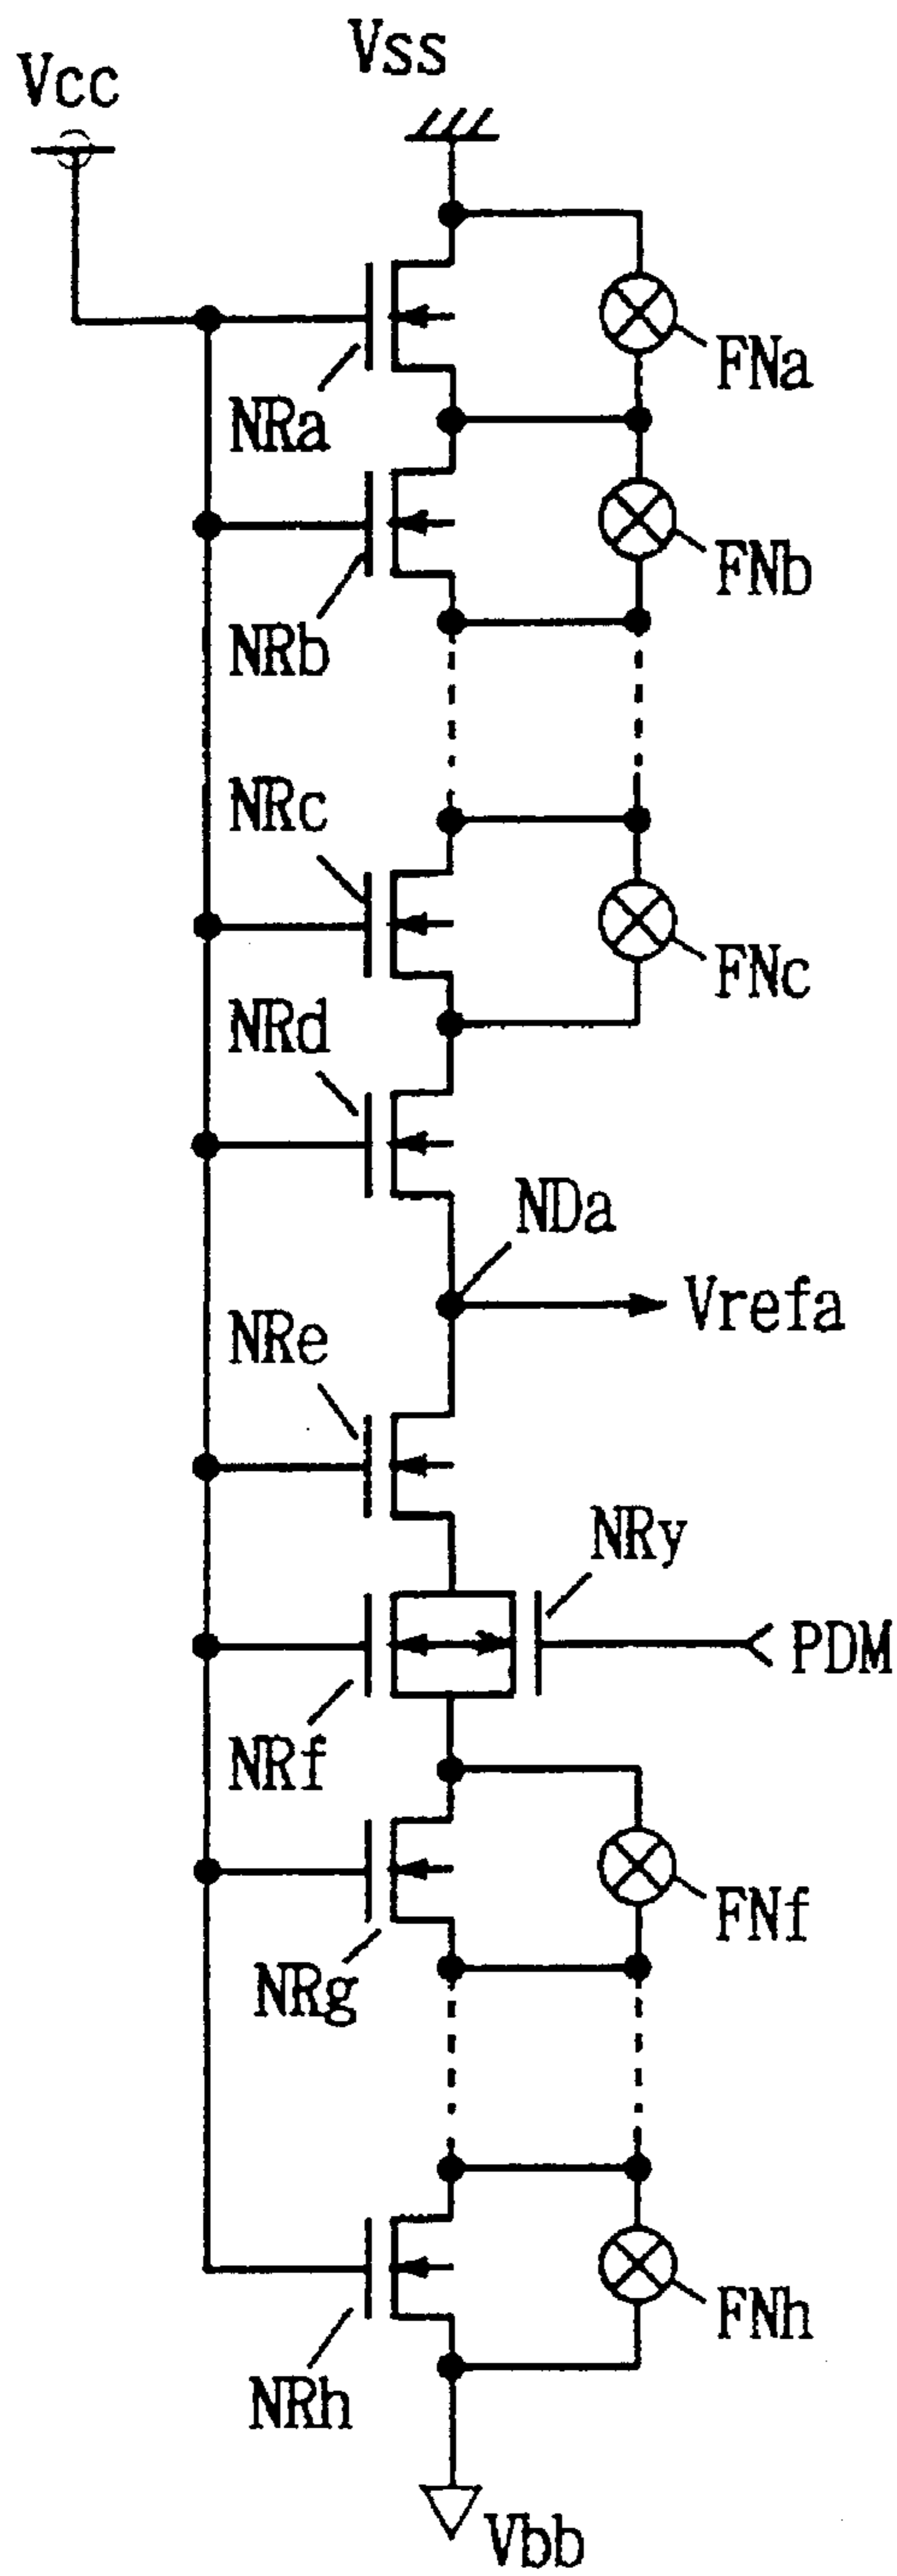 Vss
Vcc
FNa
NRa
FNb
NRb
NRc
FNc
NRd
NDa
Vrefa
NRe
NRy
PDM
NRf
FNf
NRg
FNh
NRh
Vbb